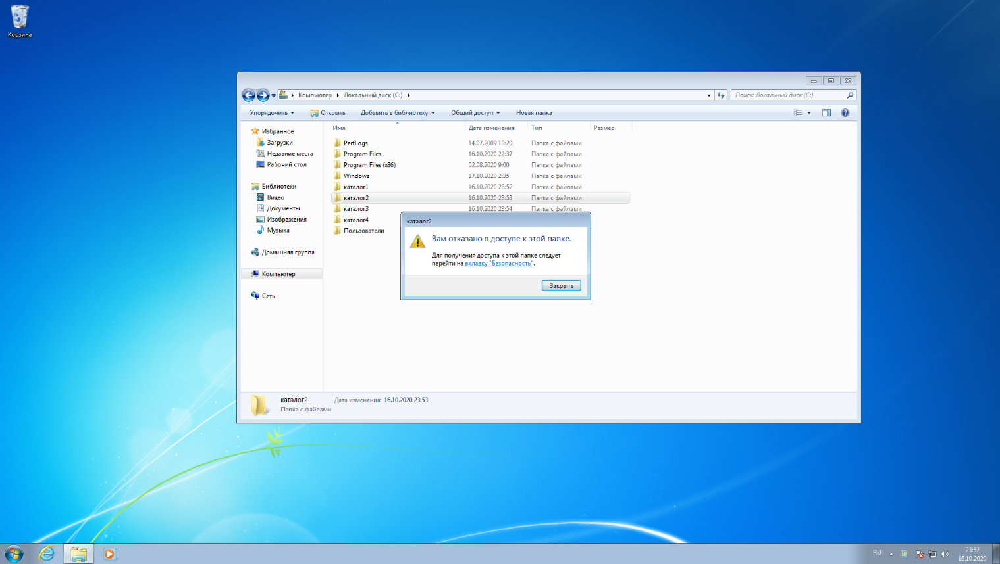 Корзина
Компьютер
Локальный диск (C:)
Поиск: Локальный диск (C:)
Упорядочить
Открыть
Добавить в библиотеку
Общий доступ
Новая папка
Избранное
Загрузки
Недавние места
Рабочий стол
Библиотеки
Видео
Документы
Изображения
Музыка
Домашняя группа
Компьютер
Сеть
Имя Дата изменения Тип Размер
PerfLogs 14.07.2009 10:20 Папка с файлами
Program Files 16.10.2020 22:37 Папка с файлами
Program Files (x86) 02.08.2020 9:00 Папка с файлами
Windows 17.10.2020 2:35 Папка с файлами
каталог1 16.10.2020 23:52 Папка с файлами
каталог2 16.10.2020 23:53 Папка с файлами
каталог3 16.10.2020 23:54 Папка с файлами
каталог4
Пользователи
каталог2
Вам отказано в доступе к этой папке.
Для получения доступа к этой папке следует
перейти на вкладку "Безопасность".
Закрыть
каталог2 Дата изменения: 16.10.2020 23:53
Папка с файлами
RU
23:57
16.10.2020